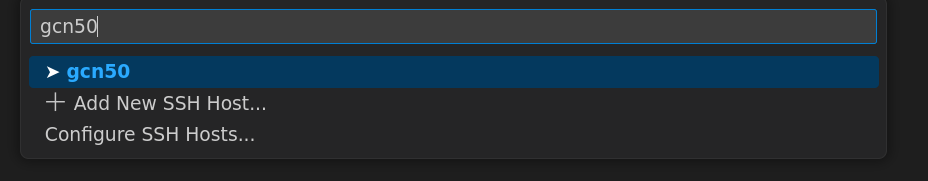 gcn50
➤ gcn50
+ Add New SSH Host...
Configure SSH Hosts...